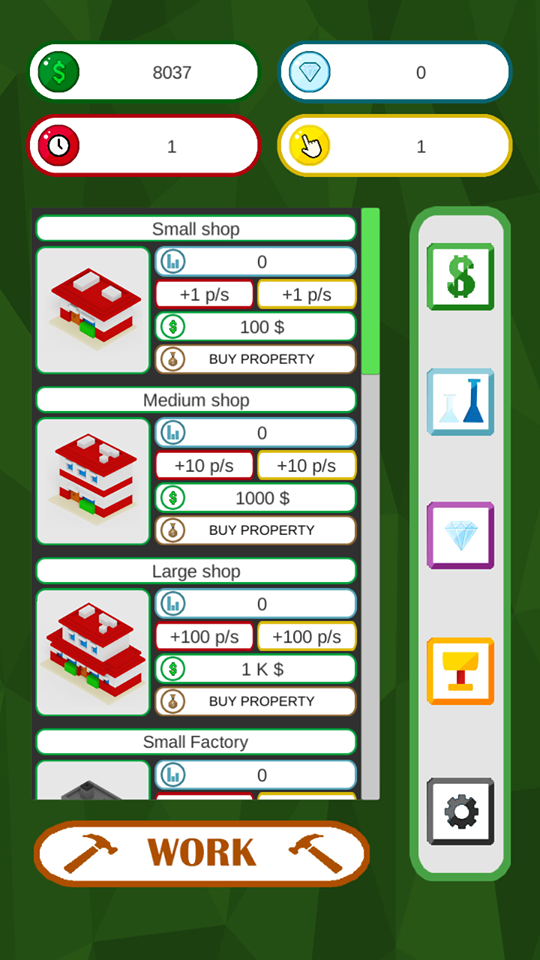 8037
0
1
1
Small shop
0
+1 p/s
+1 p/s
100 $
BUY PROPERTY
Medium shop
0
+10 p/s
+10 p/s
1000 $
BUY PROPERTY
Large shop
0
+100 p/s
+100 p/s
1 K $
BUY PROPERTY
Small Factory
0
WORK